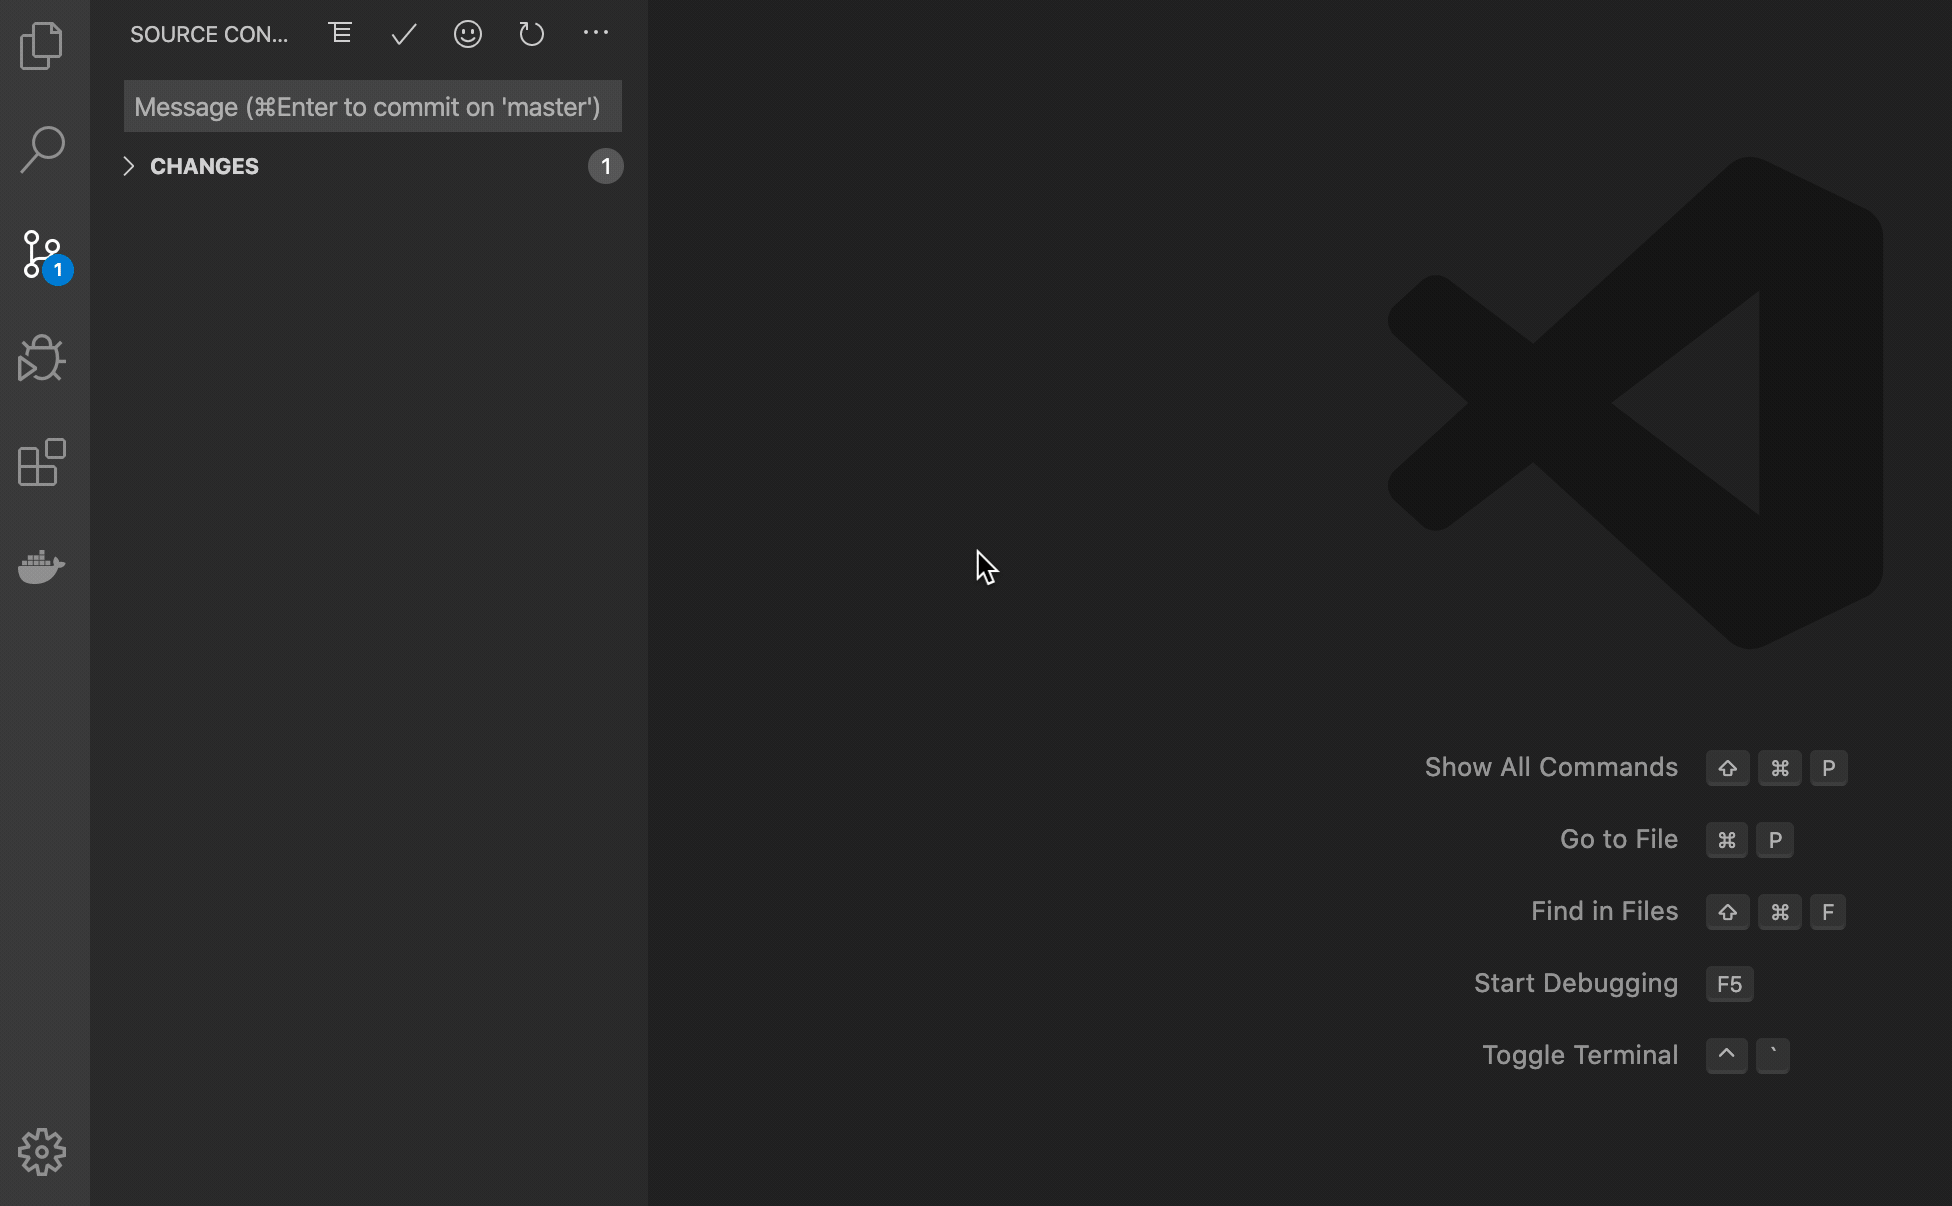 SOURCE CON...
Message (⌘Enter to commit on 'master')
CHANGES 1
1
Show All Commands ⇧ ⌘ P
Go to File ⌘ P
Find in Files ⇧ ⌘ F
Start Debugging F5
Toggle Terminal ^ `